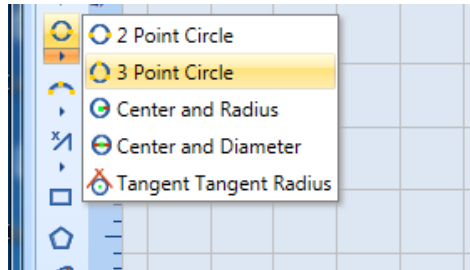 2 Point Circle
3 Point Circle
Center and Radius
Center and Diameter
Tangent Tangent Radius